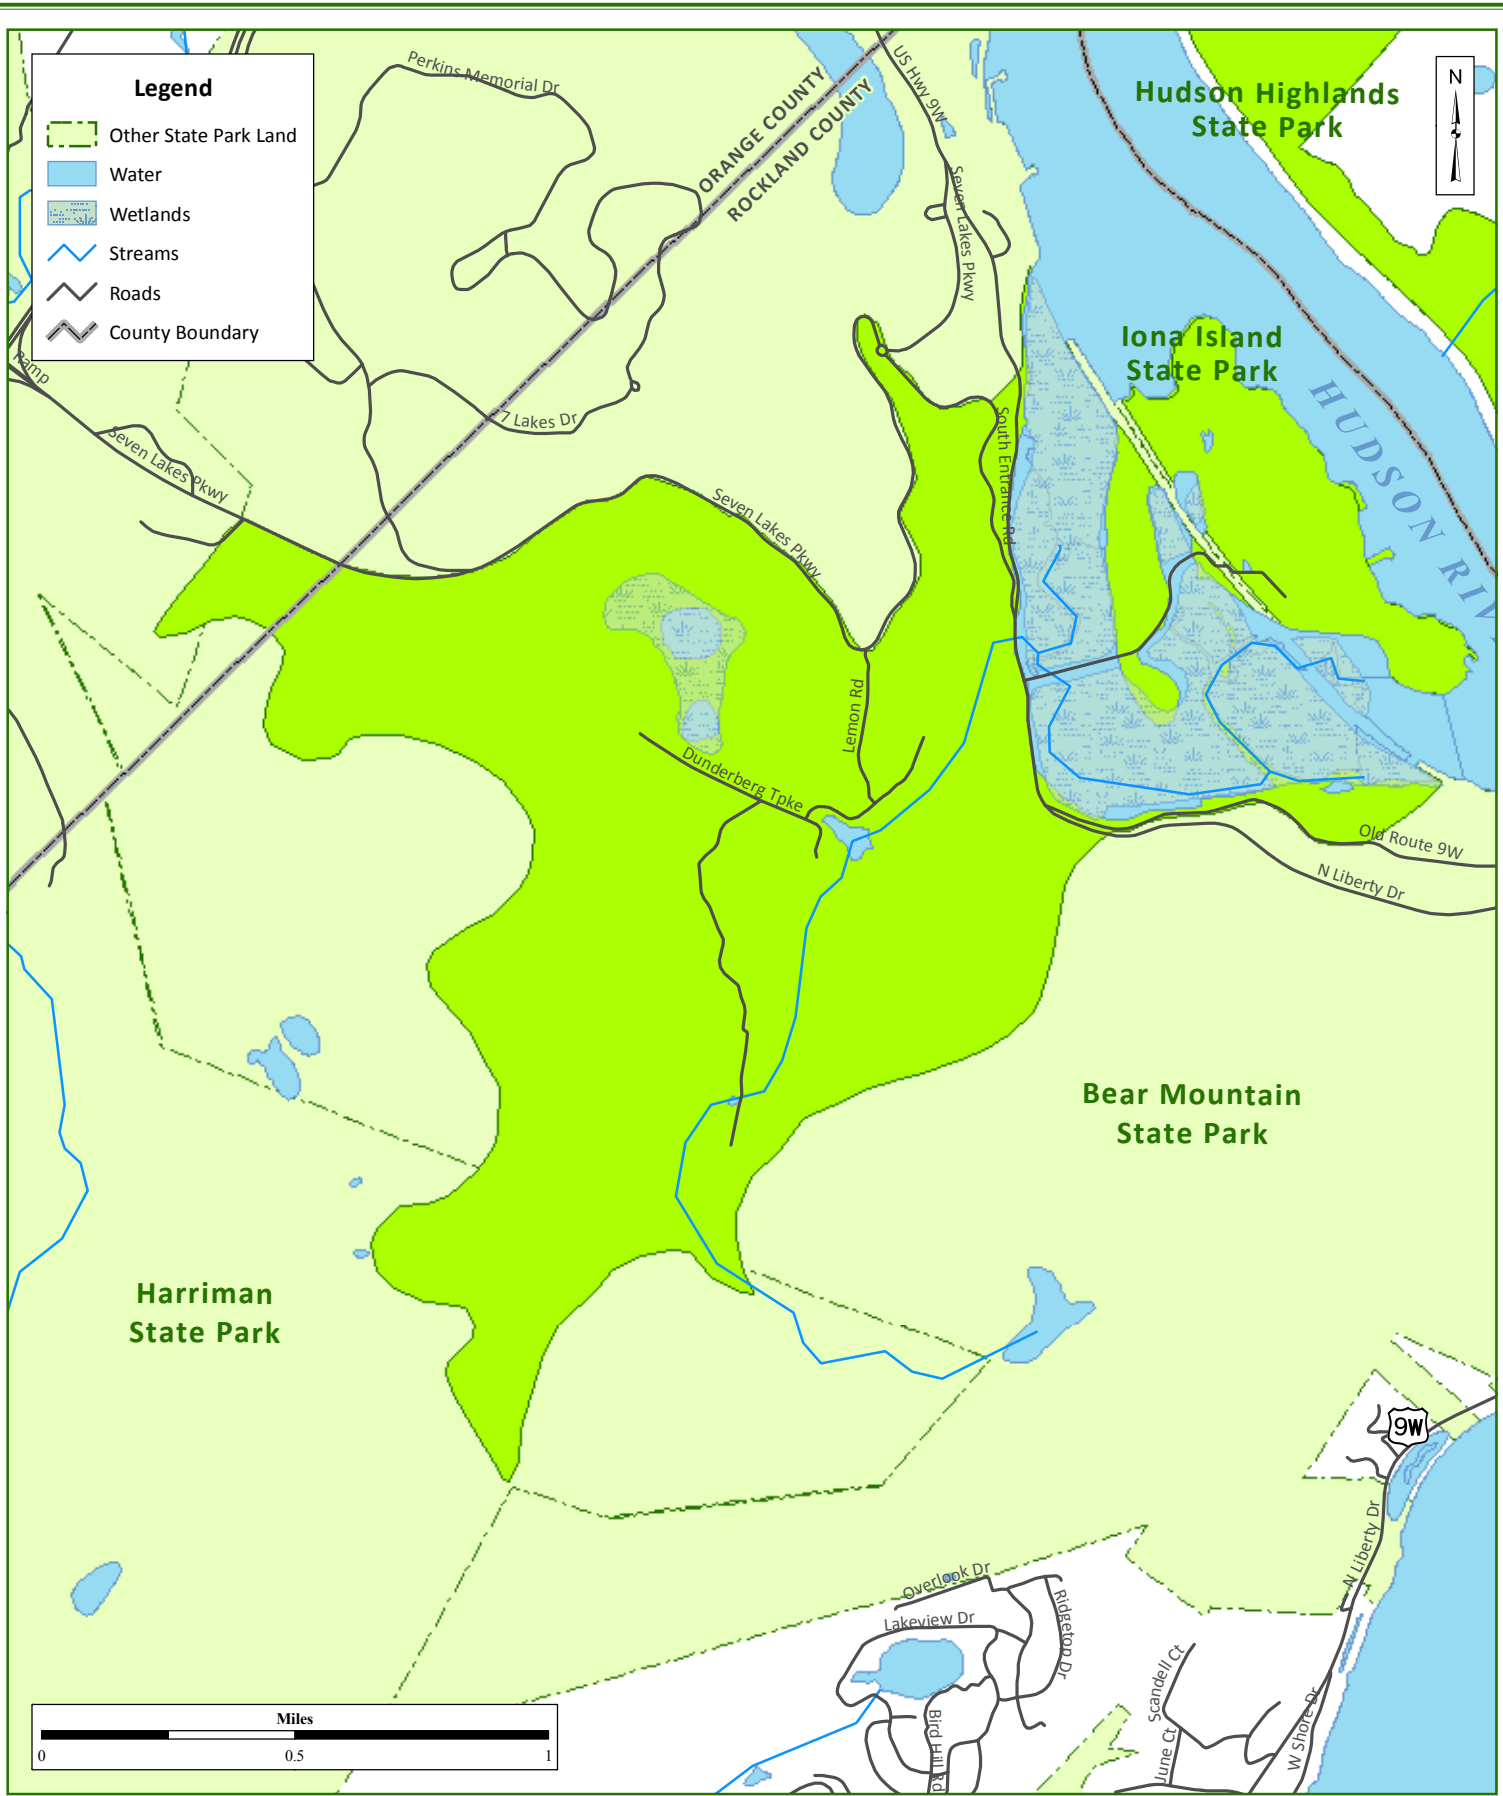 Legend
Other State Park Land
Water
Wetlands
Streams
Roads
County Boundary
Perkins Memorial Dr
ORANGE COUNTY
ROCKLAND COUNTY
US Hwy 9W
Seven Lakes Pkwy
Hudson Highlands
State Park
N
Iona Island
State Park
HUDSON RIV
Ramp
Seven Lakes Pkwy
7 Lakes Dr
Seven Lakes Pkwy
South Entrance Rd
Lemon Rd
Dunderberg Tpke
Old Route 9W
N Liberty Dr
Bear Mountain
State Park
Harriman
State Park
9W
N Liberty Dr
Overlook Dr
Lakeview Dr
Ridgetop Dr
Bird Hill Rd
Scandell Ct
June Ct
W Shore Dr
Miles
0 0.5 1